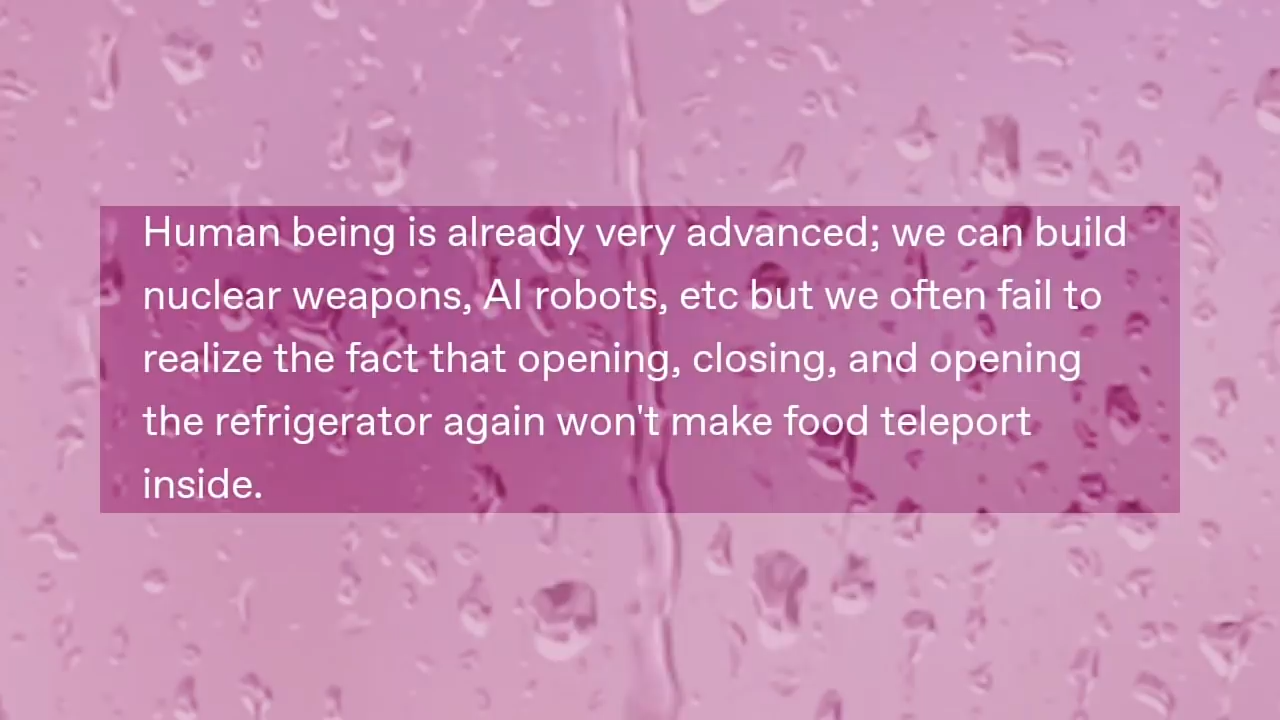 Human being is already very advanced; we can build
nuclear weapons, AI robots, etc but we often fail to
realize the fact that opening, closing, and opening
the refrigerator again won't make food teleport
inside.